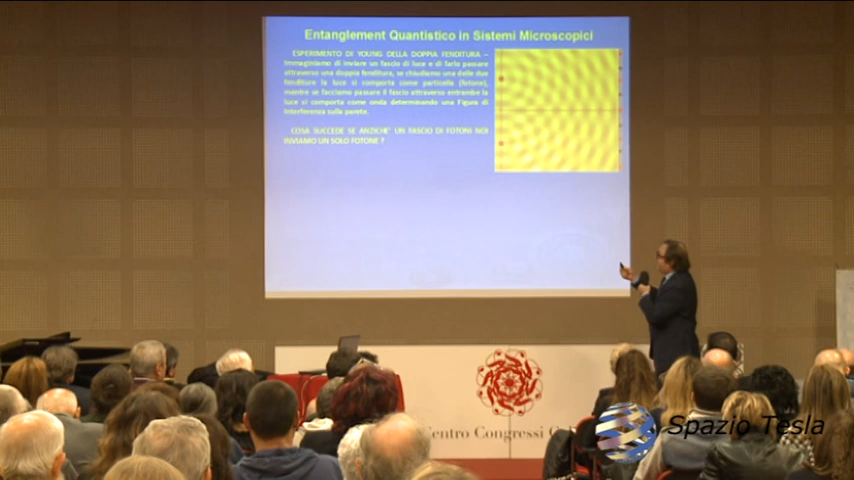 Entanglement Quantistico in Sistemi Microscopici
ESPERIMENTO DI YOUNG DELLA DOPPIA FENDITURA –
Immaginiamo di inviare un fascio di luce e di farlo passare
attraverso una doppia fenditura, se chiudiamo una delle due
fenditure la luce si comporta come particella (fotone),
mentre se facciamo passare il fascio attraverso entrambe la
luce si comporta come onda determinando una Figura di
interferenza sulla parete.
COSA SUCCEDE SE ANZICHE' UN FASCIO DI FOTONI NOI
INVIAMO UN SOLO FOTONE ?
Centro Congressi
Spazio Tesla